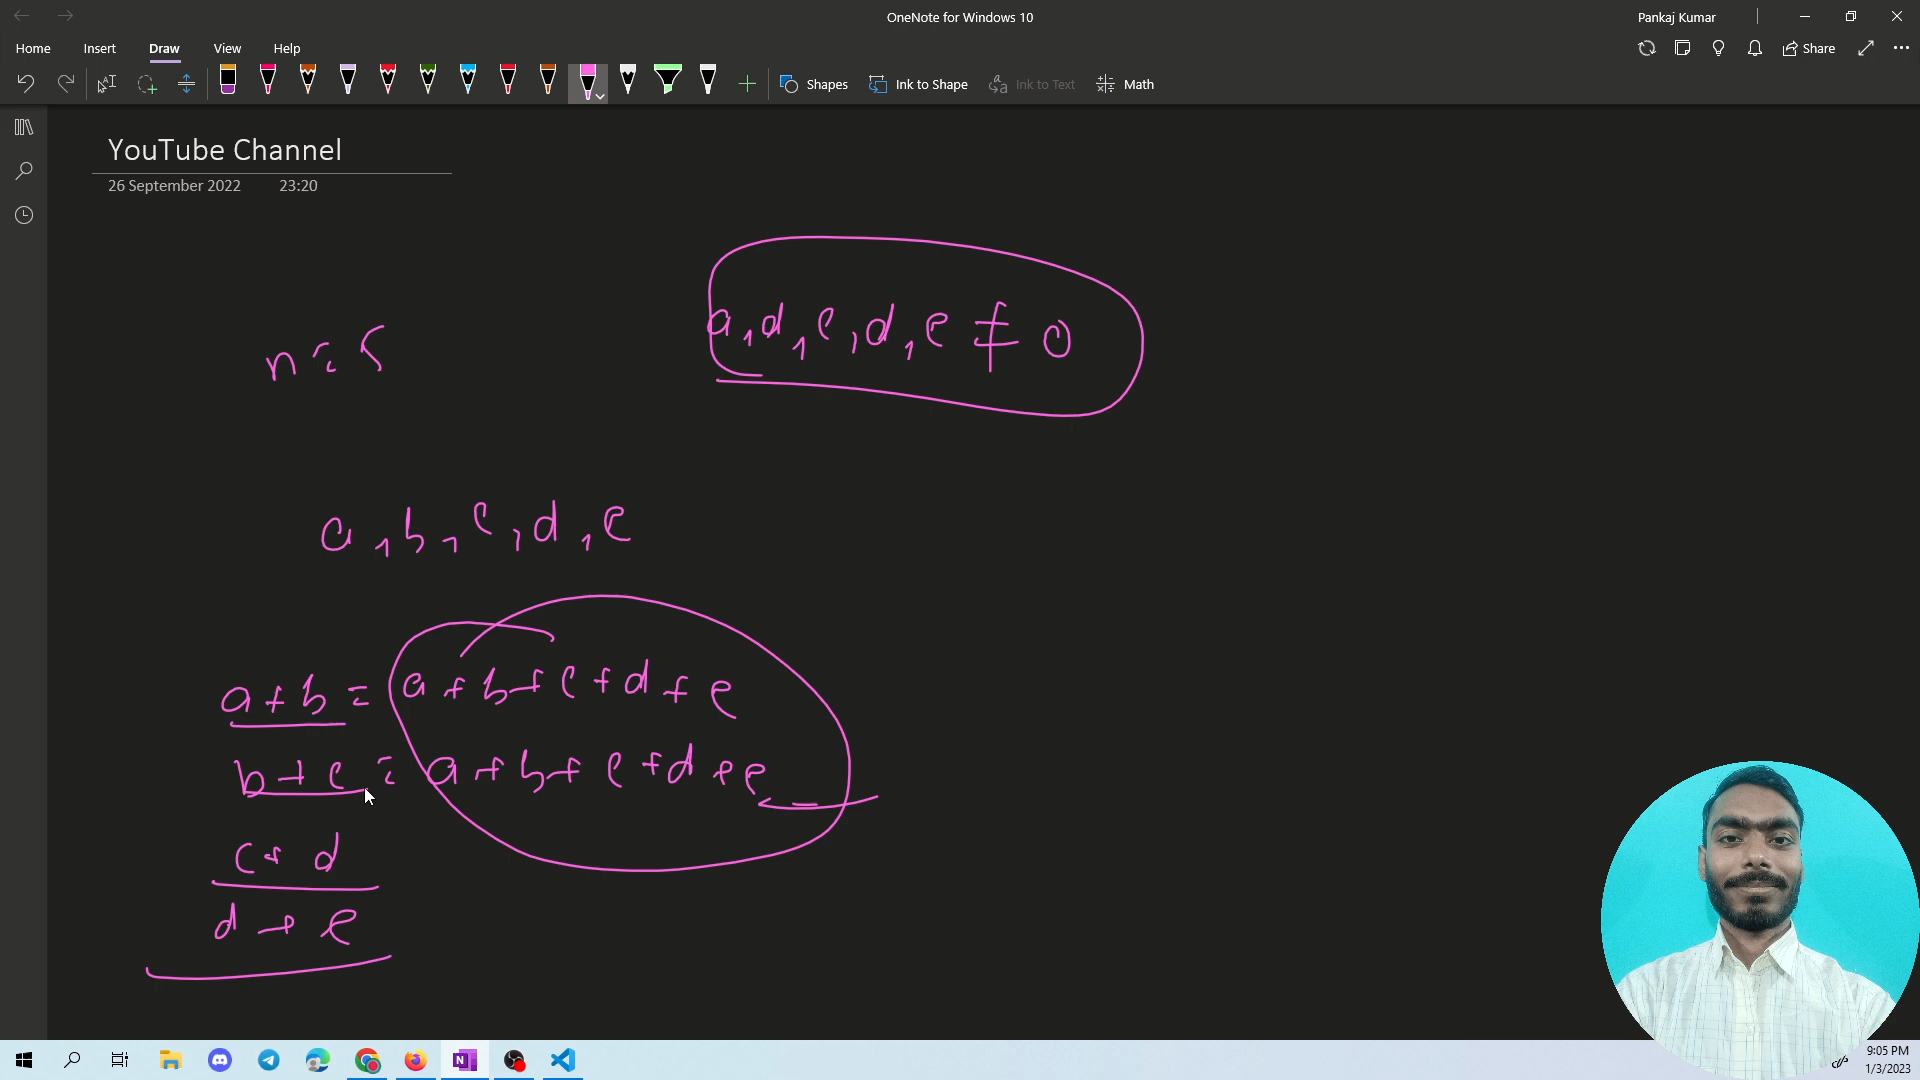 OneNote for Windows 10
Pankaj Kumar
Home Insert Draw View Help
Share
Shapes Ink to Shape Ink to Text Math
YouTube Channel
26 September 2022 23:20
a, d, c, d, e ≠ 0
n = 5
a, b, c, d, e
a + b = a + b + c + d + e
b + c = a + b + c + d + e
c + d
d + e
9:05 PM
1/3/2023